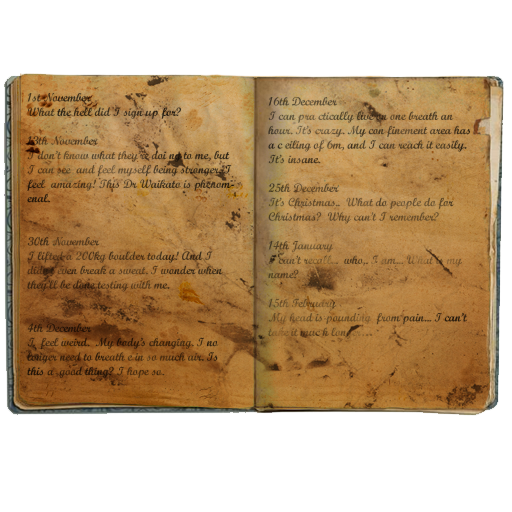 1st November
What the hell did I sign up for?
13th November
I don't know what they're doi ng to me, but
I can see and feel myself being stronger. I
feel amazing! This Dr Waikato is phenom-
enal.
30th November
I lifted a 200kg boulder today! And I
didn't even break a sweat. I wonder when
they'll be done testing with me.
4th December
I feel weird.. My body's changing. I no
longer need to breath e in so much air. Is
this a good thing? I hope so.
16th December
I can pra ctically live on one breath an
hour. It's crazy. My con finement area has
a c eiling of 6m, and I can reach it easily.
It's insane.
25th December
It's Christmas.. What do people do for
Christmas? Why can't I remember?
14th January
I can't recall.. who.. I am... What is my
name?
15th February
My head is pounding from pain... I can't
take it muc h longer....